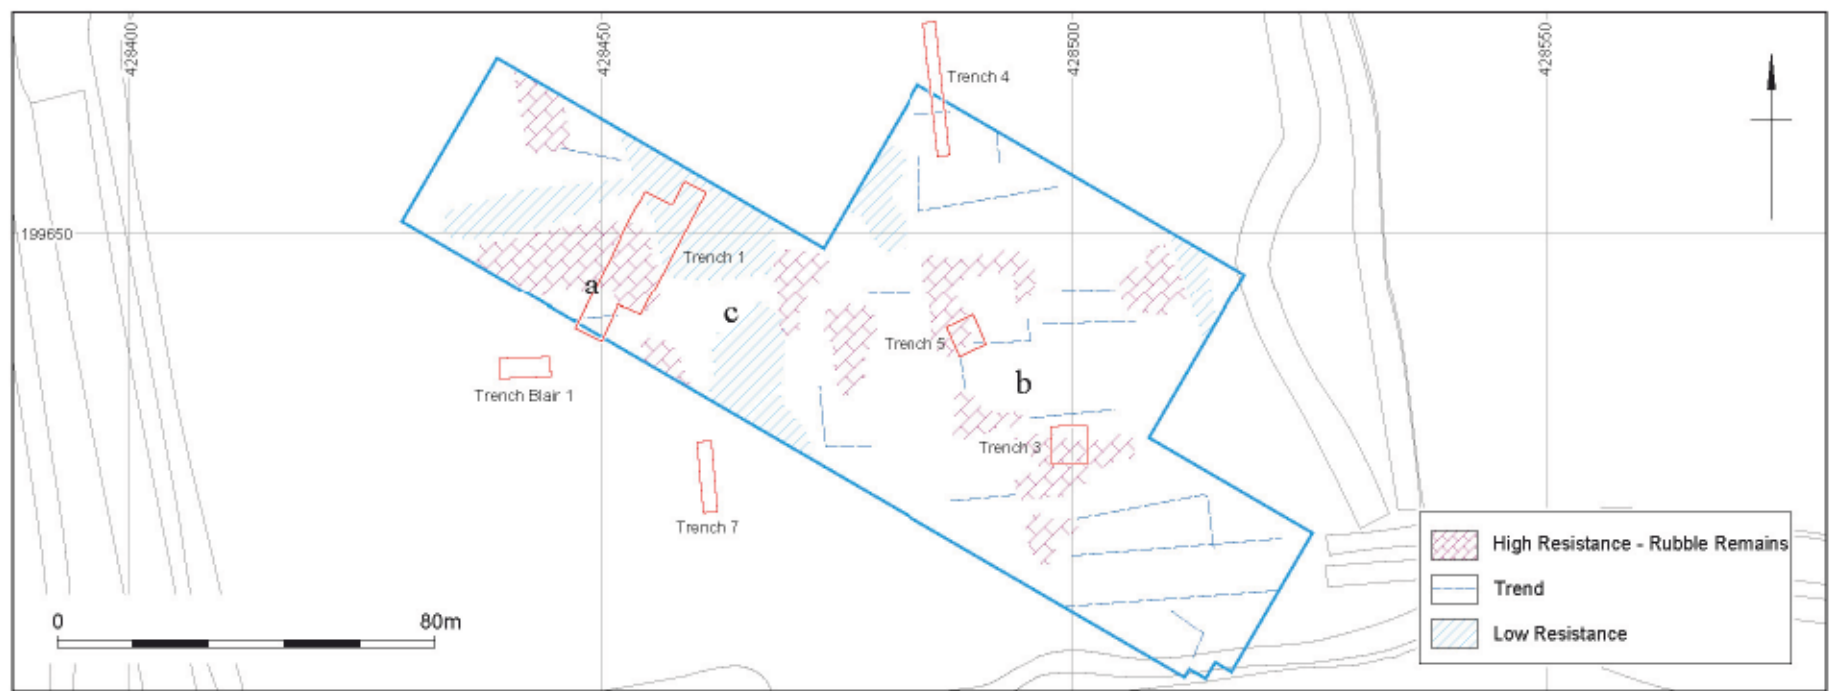 428400
428450
428500
428550
Trench 4
199650
Trench 1
a
c
Trench 5
b
Trench Blair 1
Trench 3
Trench 7
High Resistance - Rubble Remains
Trend
Low Resistance
0 80m